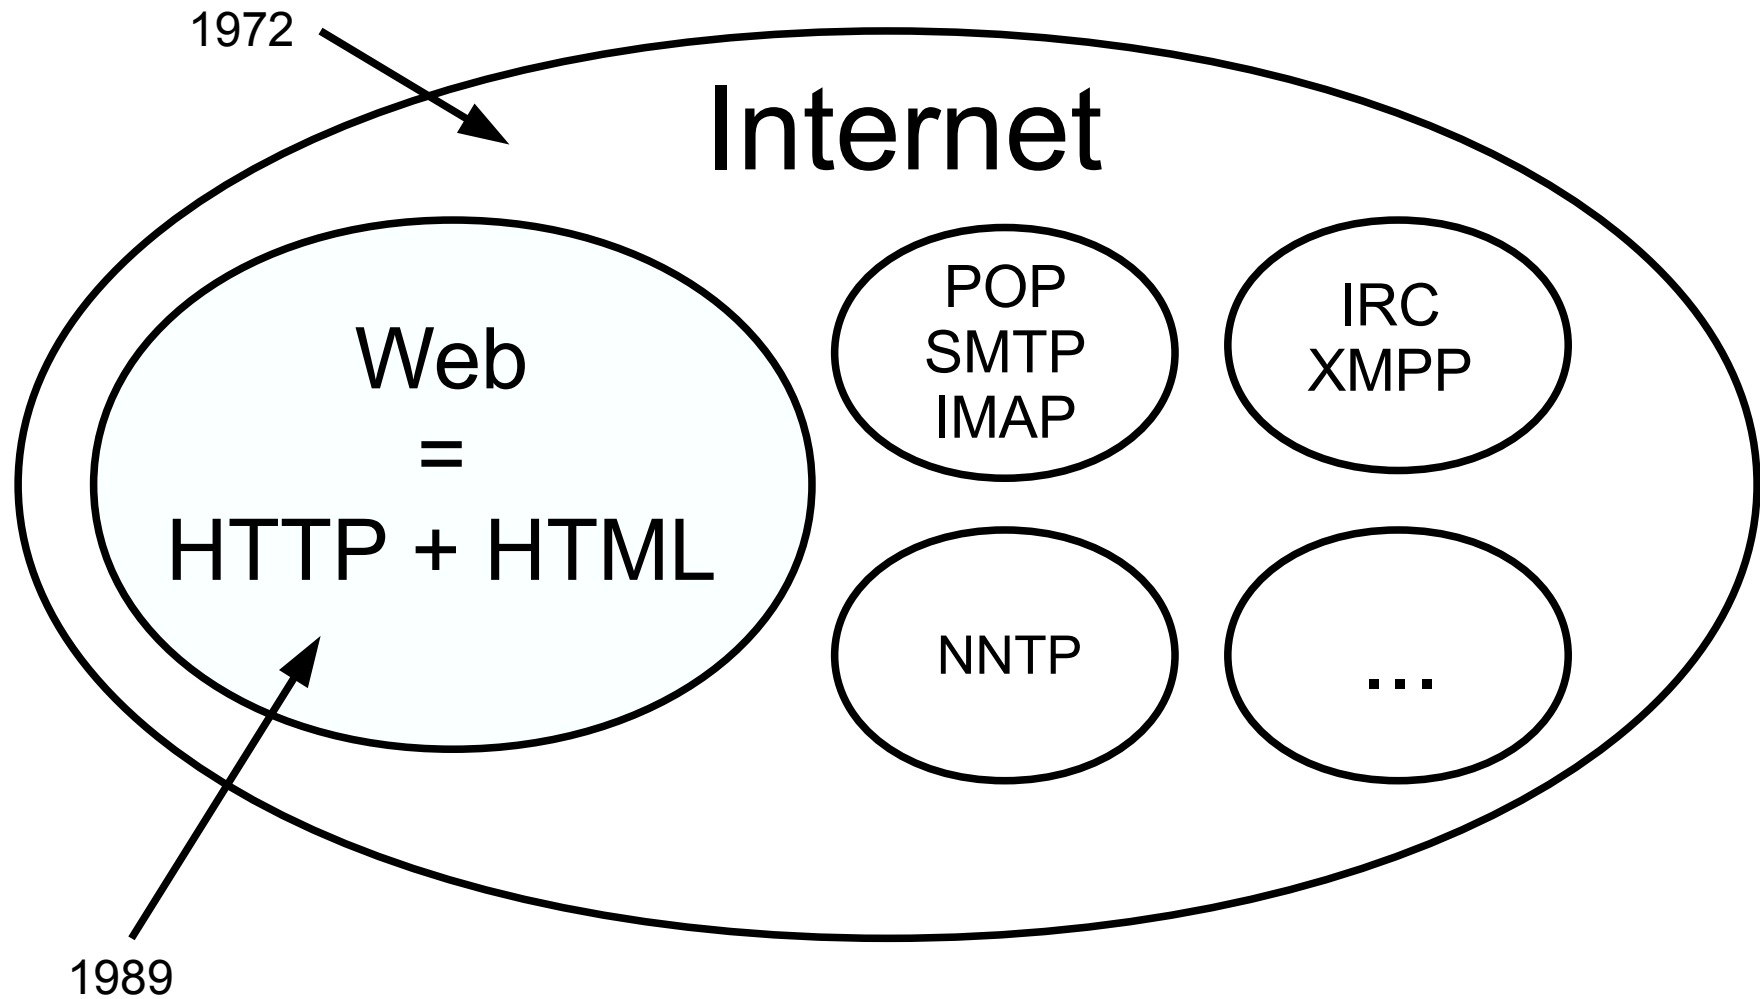 1972
Internet
Web
=
HTTP + HTML
POP
SMTP
IMAP
IRC
XMPP
NNTP
...
1989